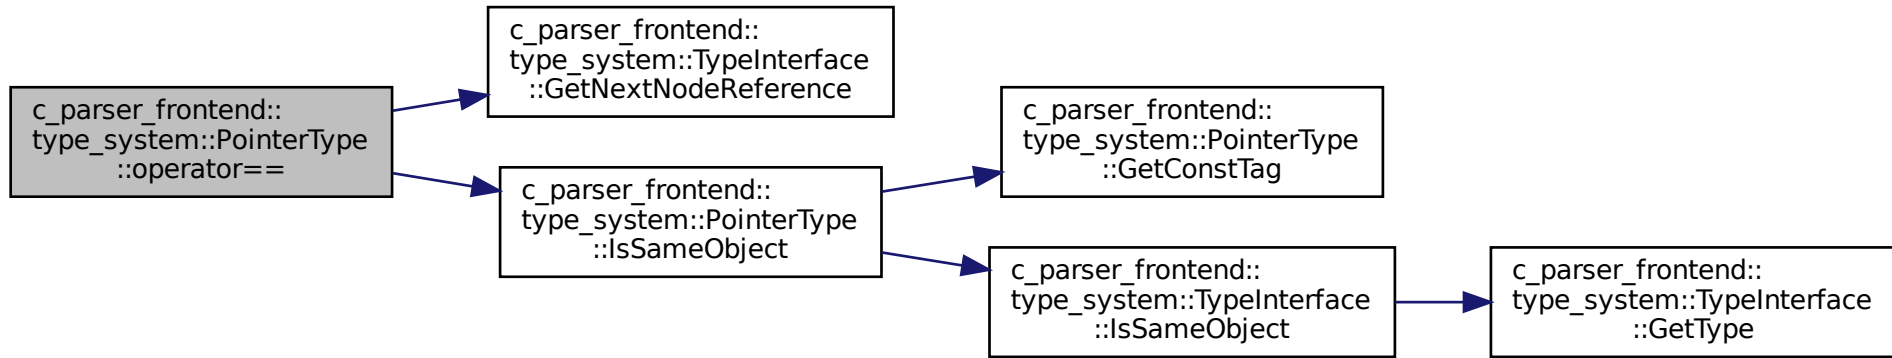 c_parser_frontend::
type_system::PointerType
::operator==
c_parser_frontend::
type_system::TypeInterface
::GetNextNodeReference
c_parser_frontend::
type_system::PointerType
::IsSameObject
c_parser_frontend::
type_system::PointerType
::GetConstTag
c_parser_frontend::
type_system::TypeInterface
::IsSameObject
c_parser_frontend::
type_system::TypeInterface
::GetType